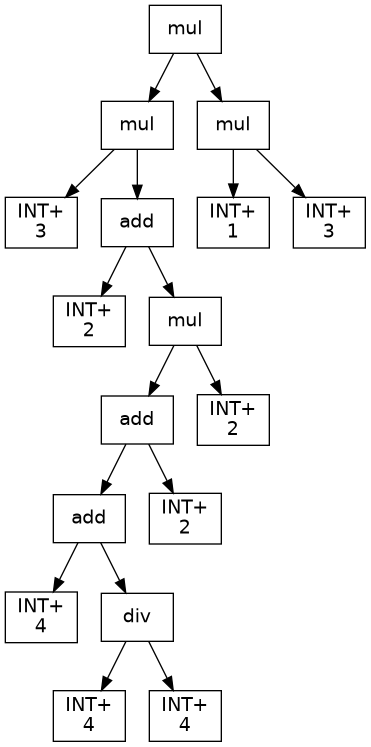 mul
mul
mul
INT+
3
add
INT+
1
INT+
3
INT+
2
mul
add
INT+
2
add
INT+
2
INT+
4
div
INT+
4
INT+
4